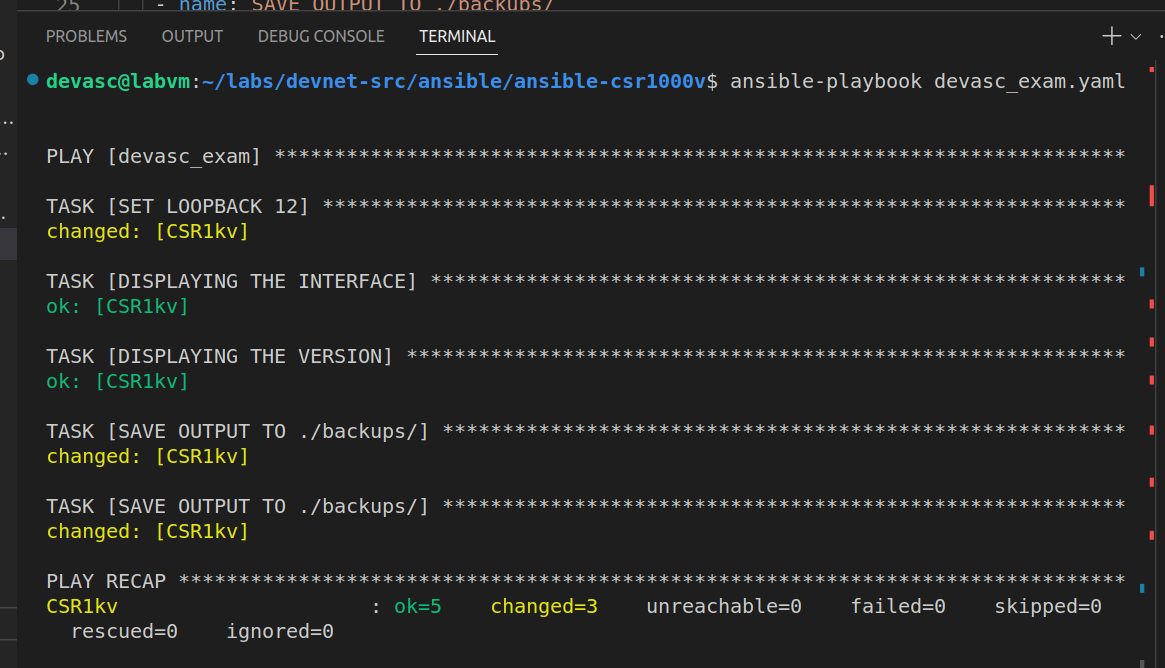 25 - name: SAVE OUTPUT TO ./backups/
PROBLEMS OUTPUT DEBUG CONSOLE TERMINAL
devasc@labvm:~/labs/devnet-src/ansible/ansible-csr1000v$ ansible-playbook devasc_exam.yaml
PLAY [devasc_exam] ***********************************************************************
TASK [SET LOOPBACK 12] *******************************************************************
changed: [CSR1kv]
TASK [DISPLAYING THE INTERFACE] **********************************************************
ok: [CSR1kv]
TASK [DISPLAYING THE VERSION] ************************************************************
ok: [CSR1kv]
TASK [SAVE OUTPUT TO ./backups/] *********************************************************
changed: [CSR1kv]
TASK [SAVE OUTPUT TO ./backups/] *********************************************************
changed: [CSR1kv]
PLAY RECAP *******************************************************************************
CSR1kv : ok=5 changed=3 unreachable=0 failed=0 skipped=0
rescued=0 ignored=0